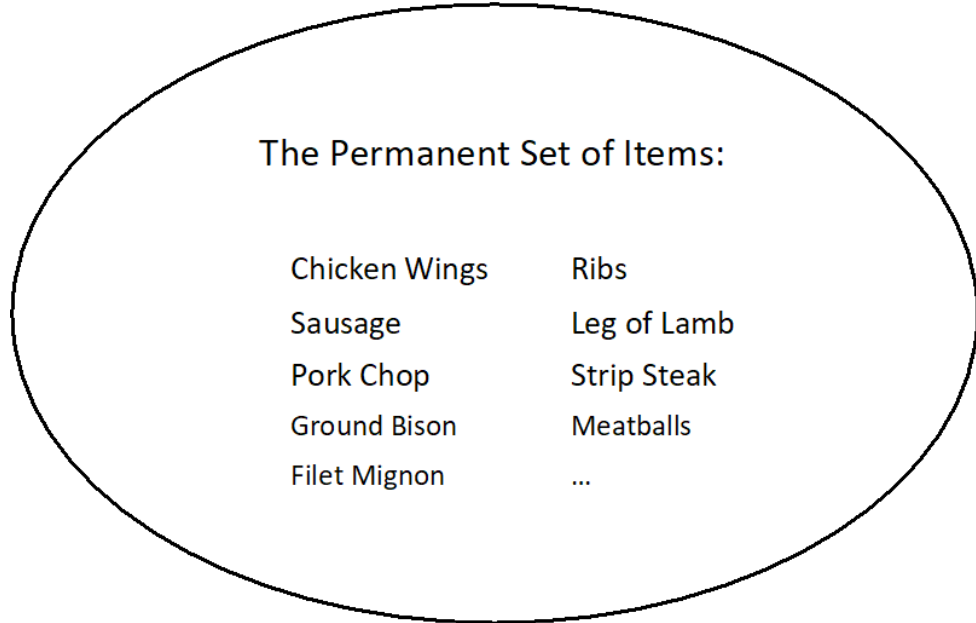 The Permanent Set of Items:
Chicken Wings
Sausage
Pork Chop
Ground Bison
Filet Mignon
Ribs
Leg of Lamb
Strip Steak
Meatballs
...